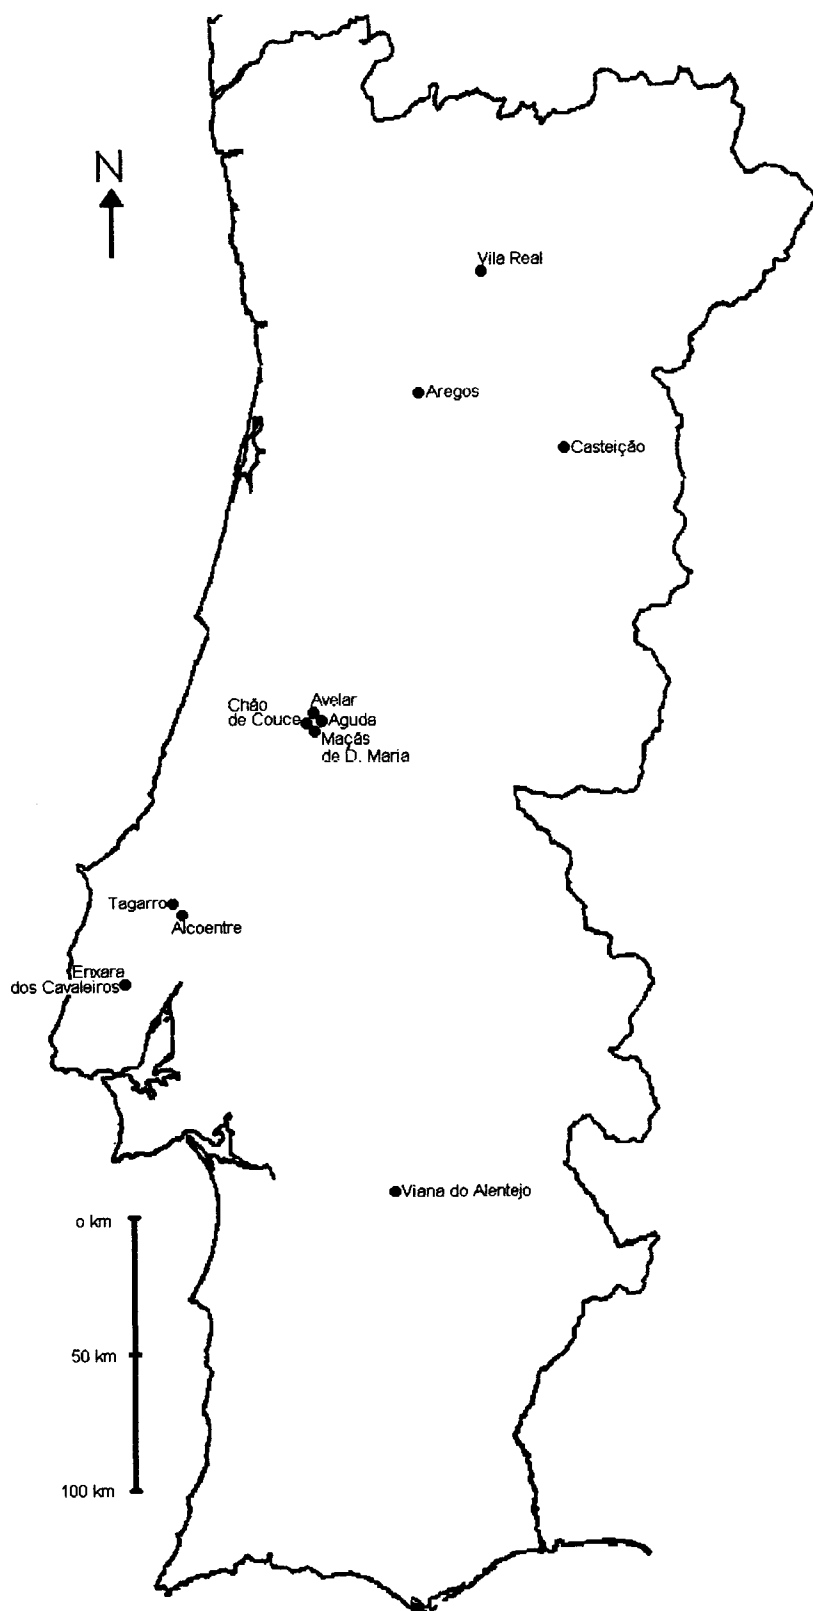 N
Vila Real
Aregos
Casteição
Avelar
Chão
de Couce
Aguda
Maçãs
de D. Maria
Tagarro
Alcoentre
Enxara
dos Cavaleiros
Viana do Alentejo
o km
50 km
100 km